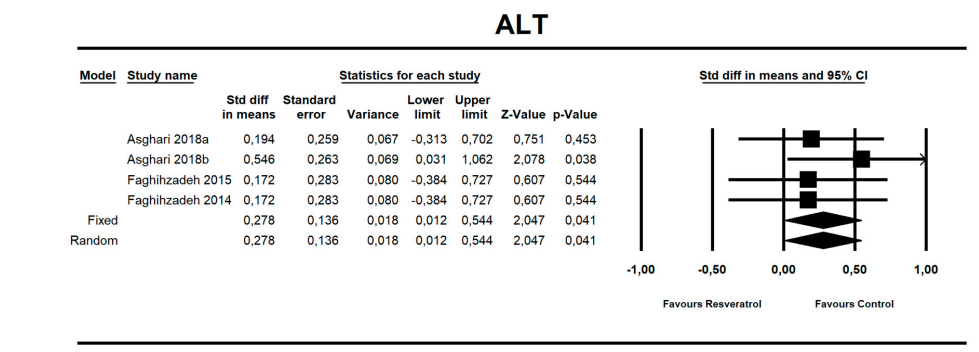 ALT
Model Study name Statistics for each study Std diff in means and 95% CI
Std diff Standard Lower Upper
in means error Variance limit limit Z-Value p-Value
Asghari 2018a 0,194 0,259 0,067 -0,313 0,702 0,751 0,453
Asghari 2018b 0,546 0,263 0,069 0,031 1,062 2,078 0,038
Faghihzadeh 2015 0,172 0,283 0,080 -0,384 0,727 0,607 0,544
Faghihzadeh 2014 0,172 0,283 0,080 -0,384 0,727 0,607 0,544
Fixed 0,278 0,136 0,018 0,012 0,544 2,047 0,041
Random 0,278 0,136 0,018 0,012 0,544 2,047 0,041
-1,00 -0,50 0,00 0,50 1,00
Favours Resveratrol Favours Control